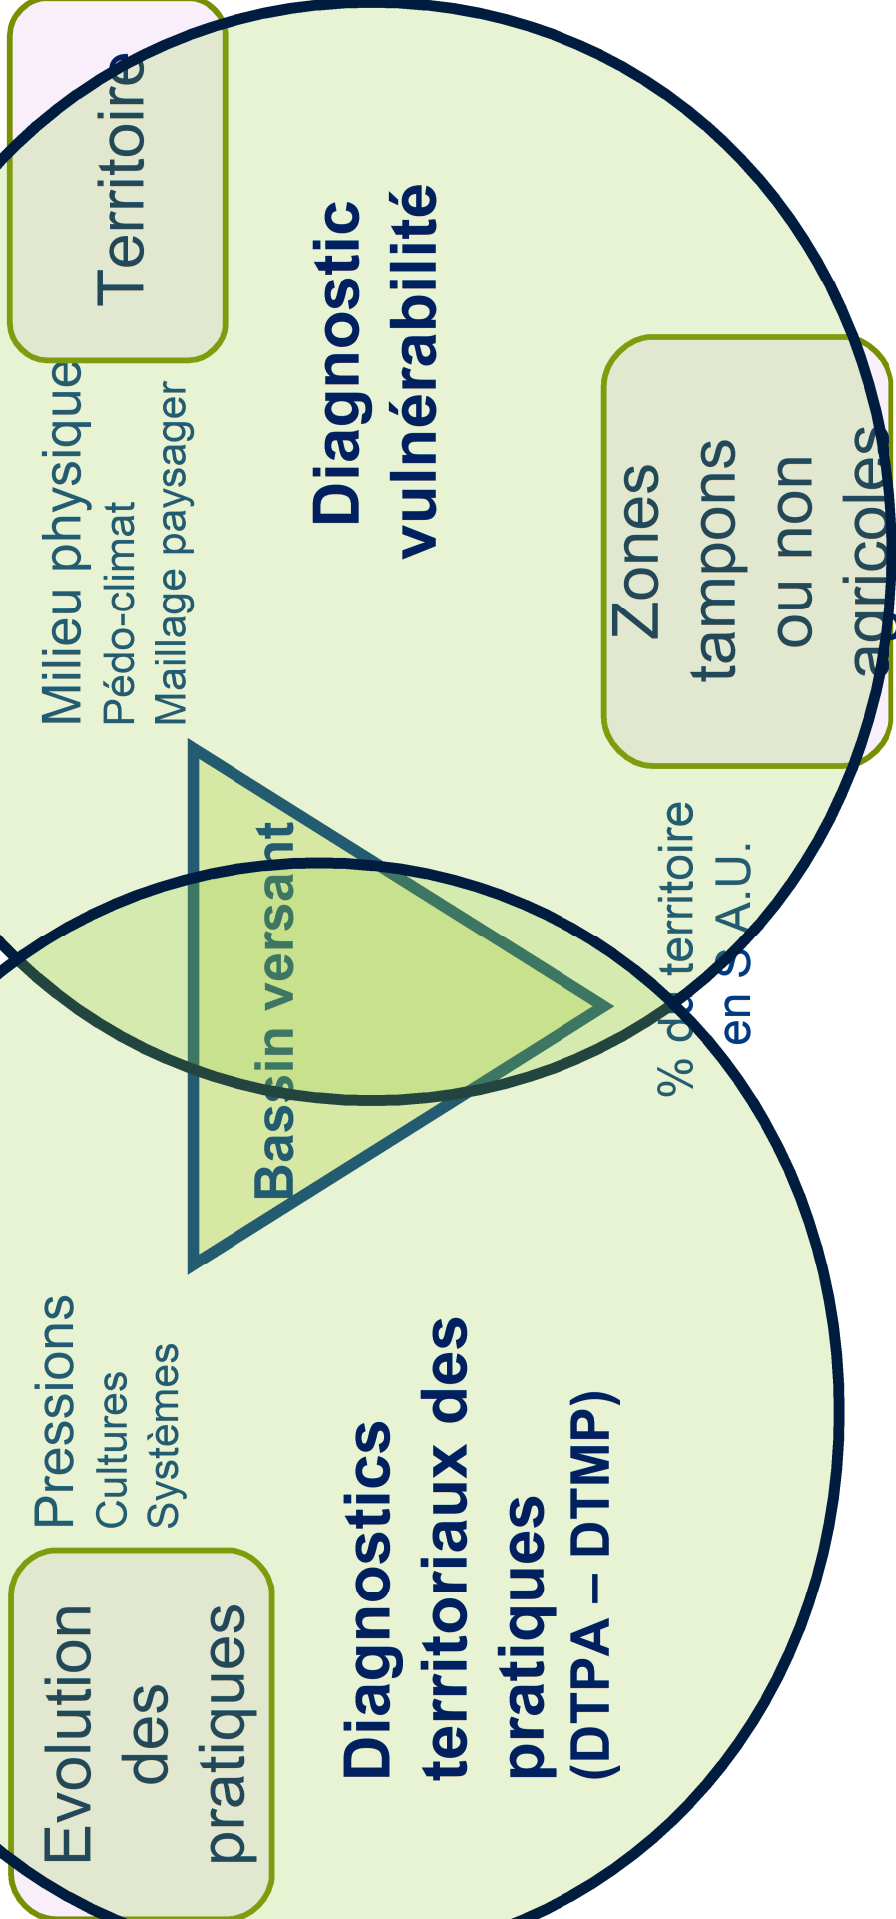 Evolution
des
pratiques
Pressions
Cultures
Systèmes
Diagnostics
territoriaux des
pratiques
(DTPA – DTMP)
Bassin versant
Milieu physique
Pédo-climat
Maillage paysager
Territoire
Diagnostic
vulnérabilité
% de territoire
en S.A.U.
Zones
tampons
ou non
agricoles